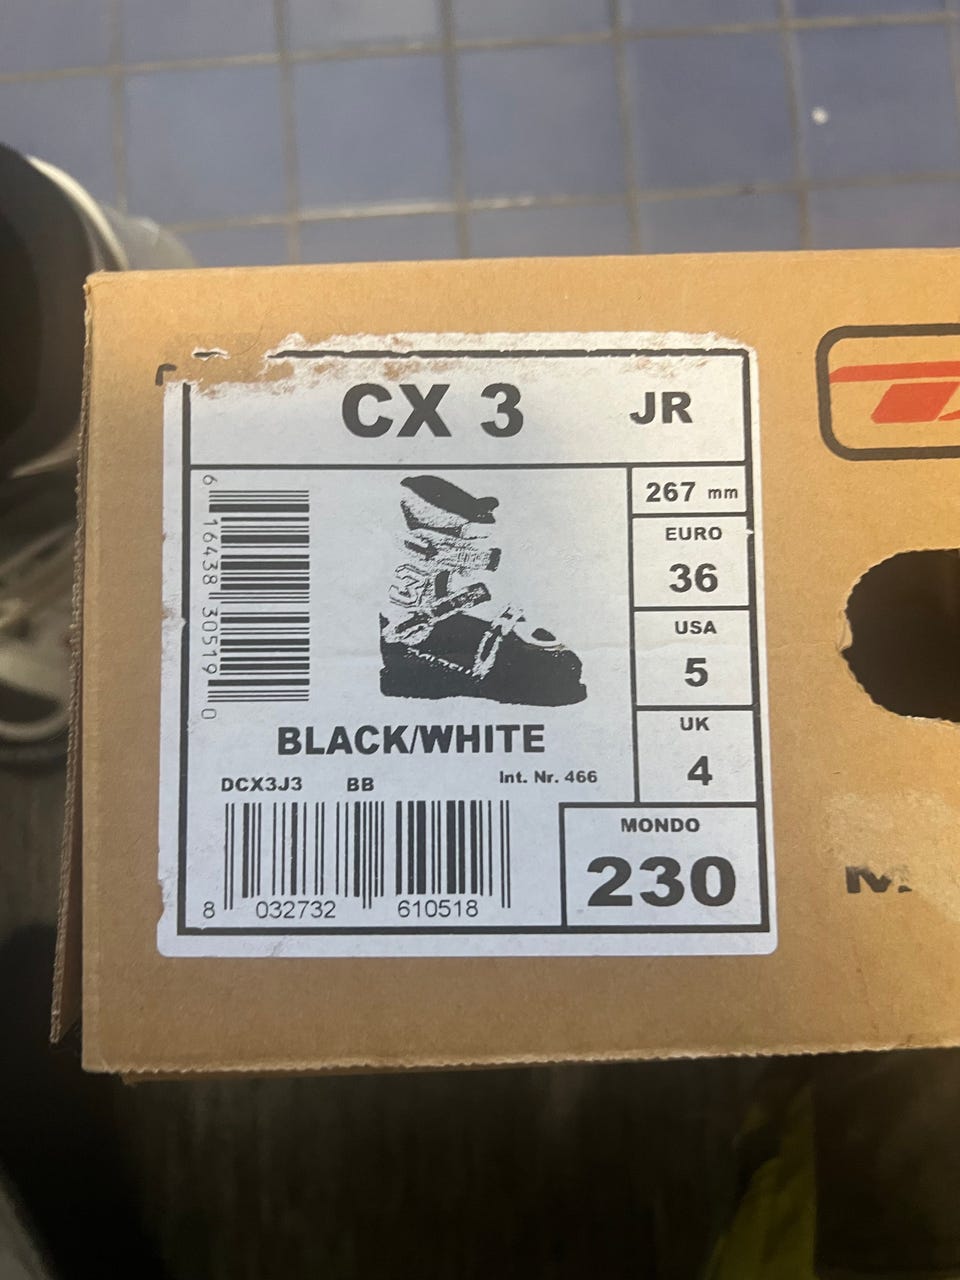 CX 3 JR
267 mm
EURO
36
USA
5
UK
4
MONDO
230
6 16438 30519 0
BLACK/WHITE
DCX3J3 BB Int. Nr. 466
8 032732 610518